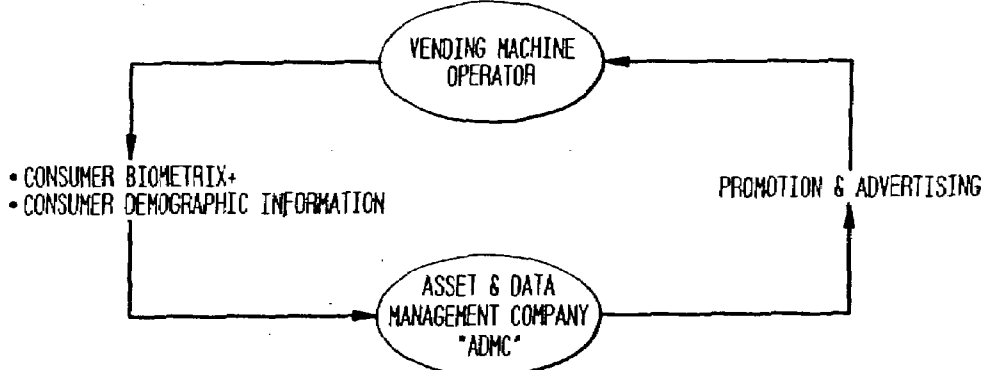 VENDING MACHINE
OPERATOR
• CONSUMER BIOMETRIX+
• CONSUMER DEMOGRAPHIC INFORMATION
PROMOTION & ADVERTISING
ASSET & DATA
MANAGEMENT COMPANY
"ADMC"